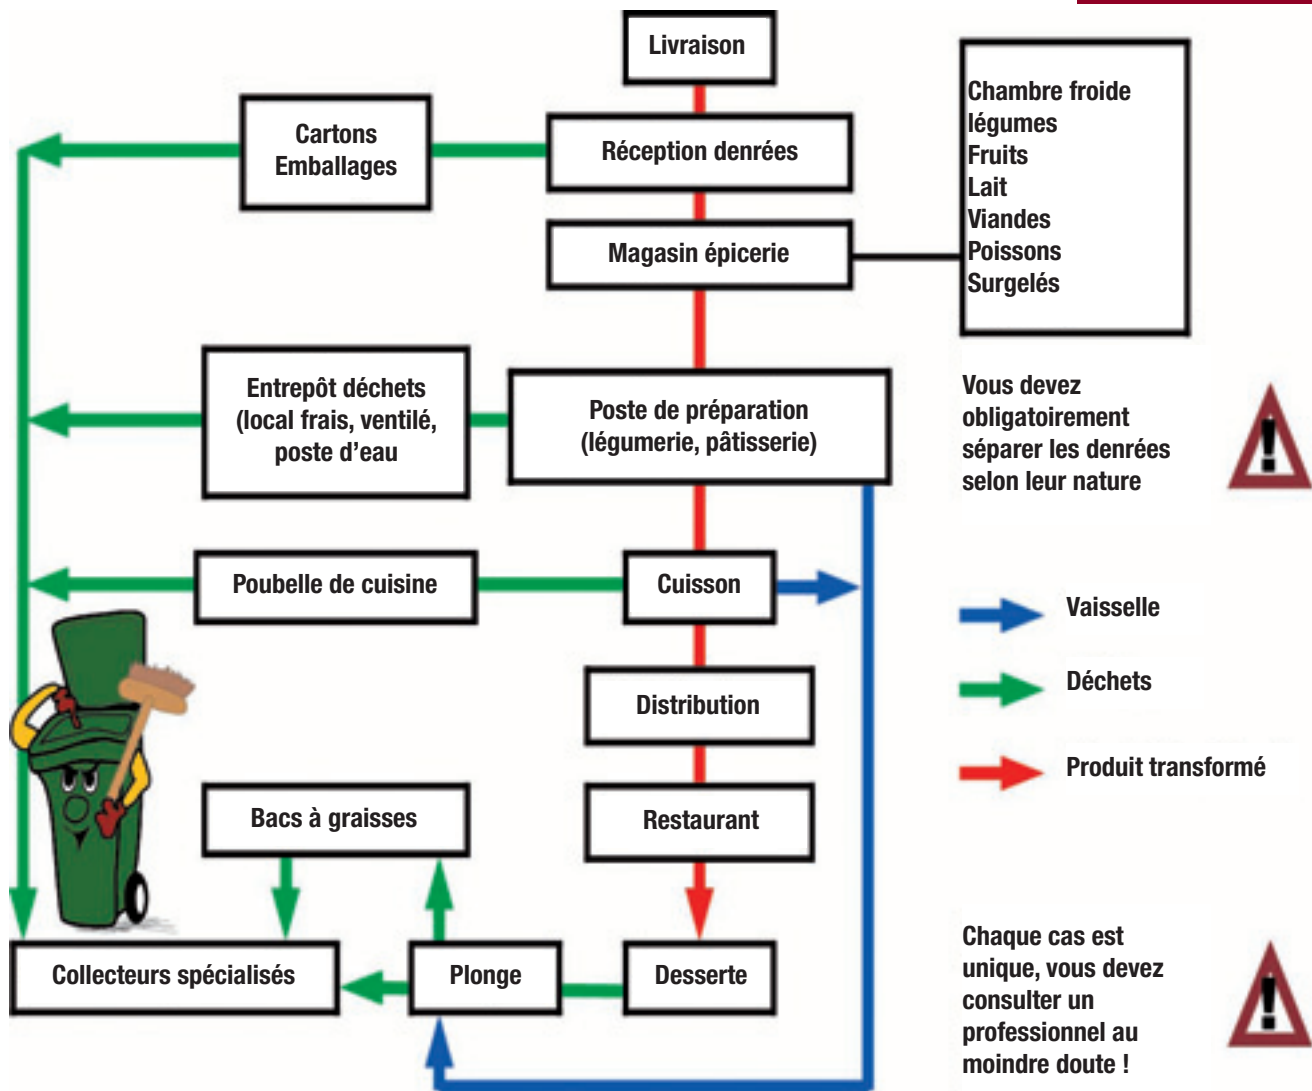 Livraison
Chambre froide
légumes
Fruits
Lait
Viandes
Poissons
Surgelés
Cartons
Emballages
Réception denrées
Magasin épicerie
Entrepôt déchets
(local frais, ventilé,
poste d’eau
Poste de préparation
(légumerie, pâtisserie)
Vous devez
obligatoirement
séparer les denrées
selon leur nature
!
Poubelle de cuisine
Cuisson
Vaisselle
Déchets
Produit transformé
Distribution
Bacs à graisses
Restaurant
Collecteurs spécialisés
Plonge
Desserte
Chaque cas est
unique, vous devez
consulter un
professionnel au
moindre doute !
!